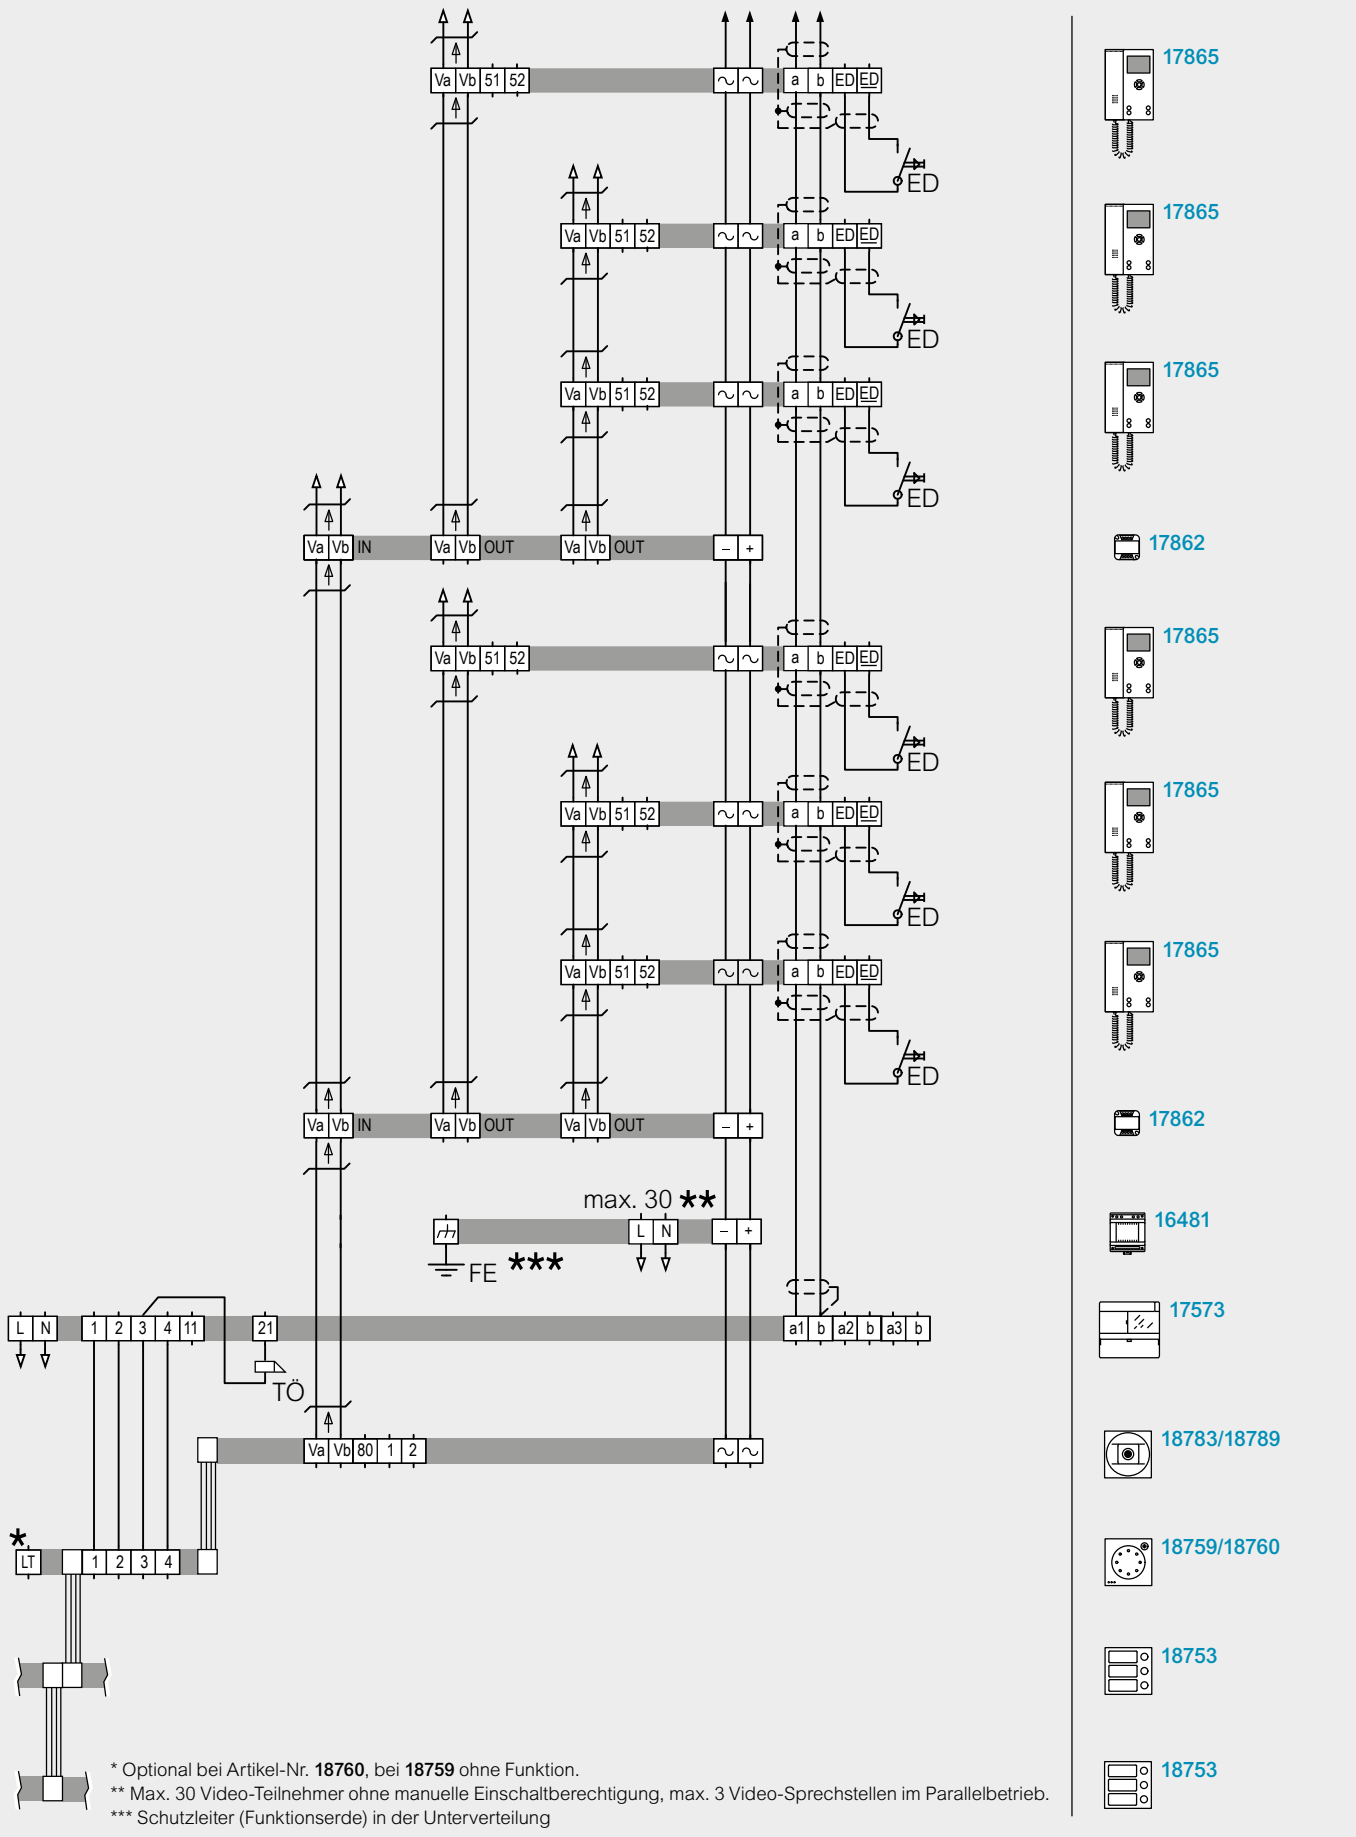 Va Vb 51 52 a b ED ED 17865
ED
Va Vb 51 52 a b ED ED 17865
ED
Va Vb 51 52 a b ED ED 17865
ED
Va Vb IN Va Vb OUT Va Vb OUT – + 17862
Va Vb 51 52 a b ED ED 17865
ED
Va Vb 51 52 a b ED ED 17865
ED
Va Vb 51 52 a b ED ED 17865
ED
Va Vb IN Va Vb OUT Va Vb OUT – + 17862
max. 30 **
L N – + 16481
FE ***
L N 1 2 3 4 11 21 a1 b a2 b a3 b 17573
TÖ
Va Vb 80 1 2 18783/18789
*
LT 1 2 3 4 18759/18760
18753
18753
* Optional bei Artikel-Nr. 18760, bei 18759 ohne Funktion.
** Max. 30 Video-Teilnehmer ohne manuelle Einschaltberechtigung, max. 3 Video-Sprechstellen im Parallelbetrieb.
*** Schutzleiter (Funktionserde) in der Unterverteilung